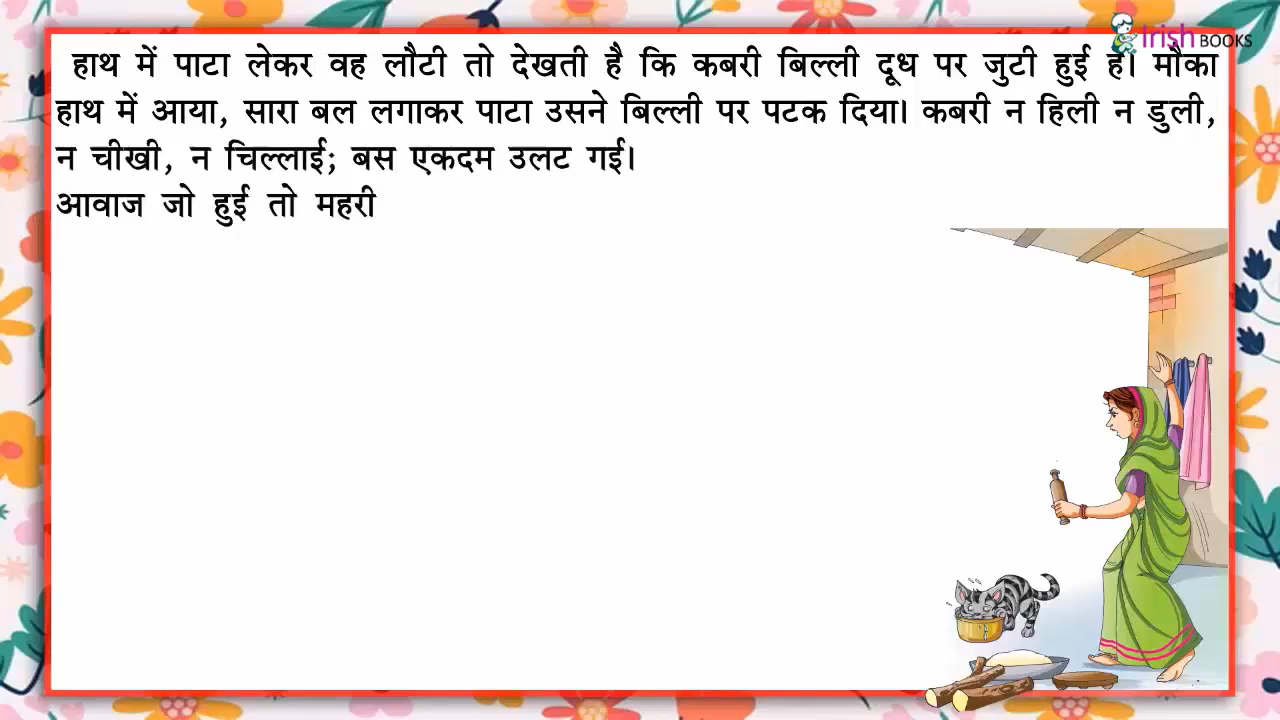 Irish BOOKS
हाथ में पाटा लेकर वह लौटी तो देखती है कि कबरी बिल्ली दूध पर जुटी हुई है। मौका
हाथ में आया, सारा बल लगाकर पाटा उसने बिल्ली पर पटक दिया। कबरी न हिली न डुली,
न चीखी, न चिल्लाई; बस एकदम उलट गई।
आवाज जो हुई तो महरी